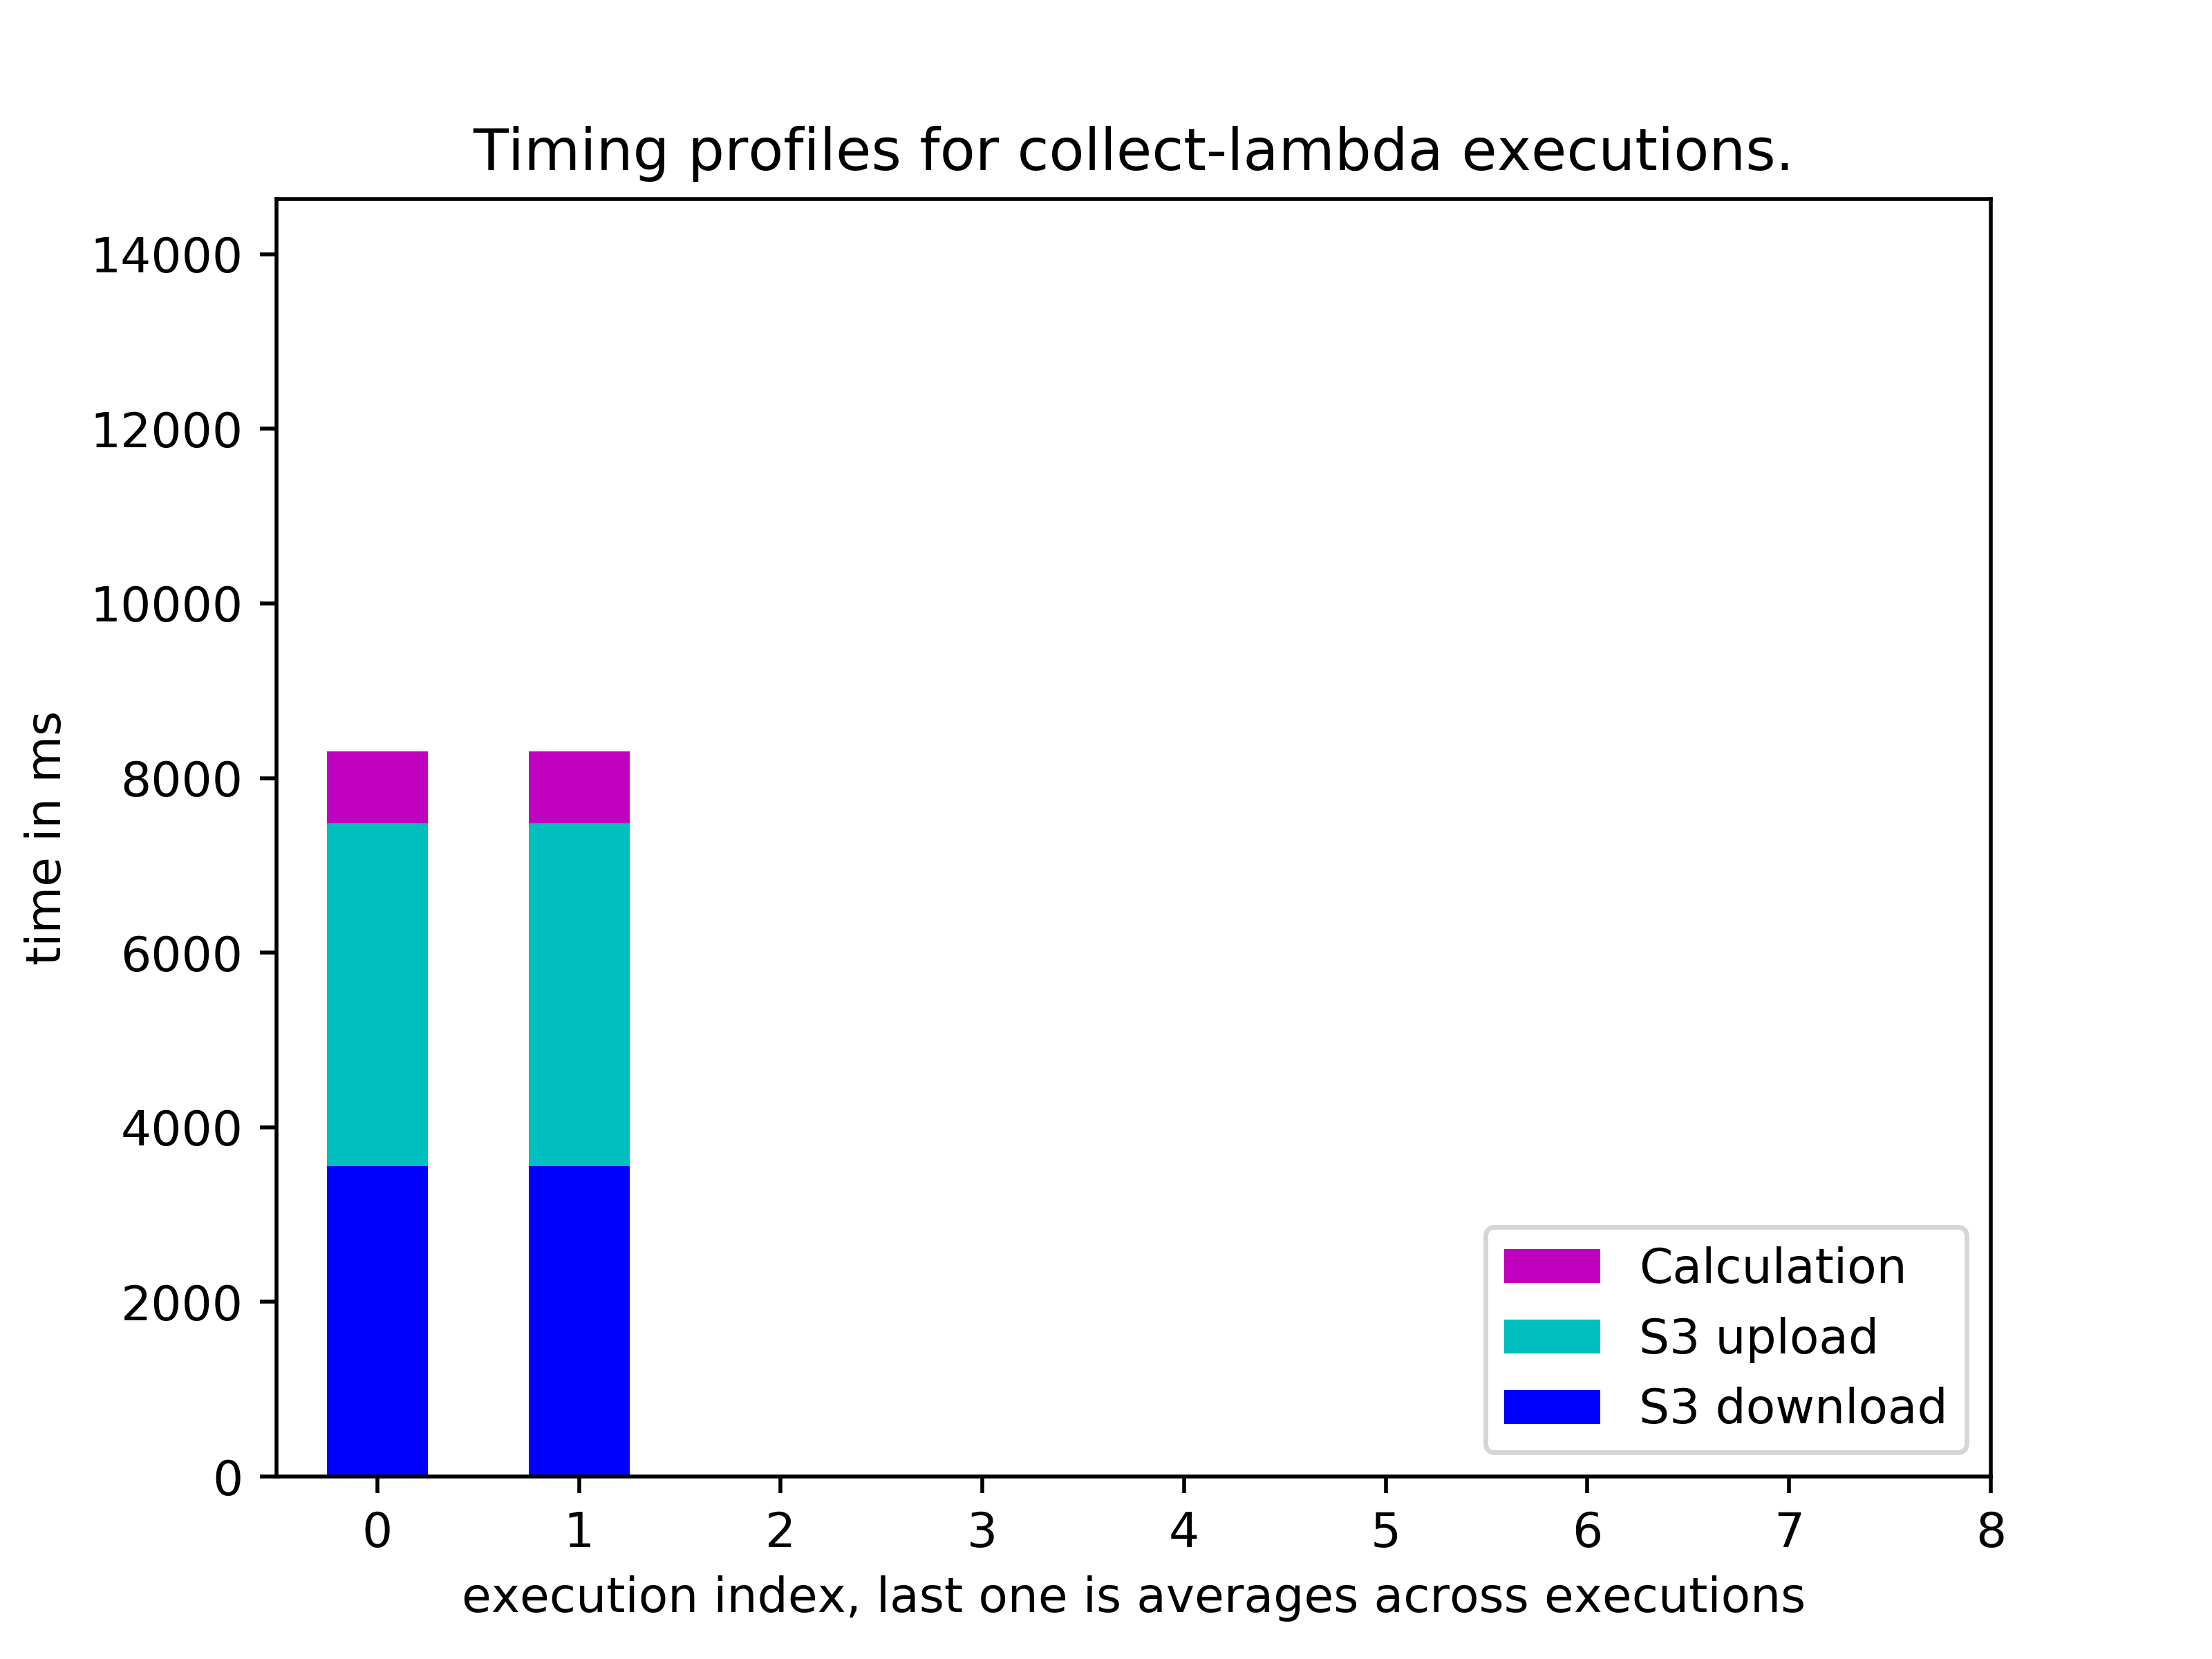 Timing profiles for collect-lambda executions.
14000
12000
10000
8000
6000
4000
2000
0
time in ms
Calculation
S3 upload
S3 download
0 1 2 3 4 5 6 7 8
execution index, last one is averages across executions